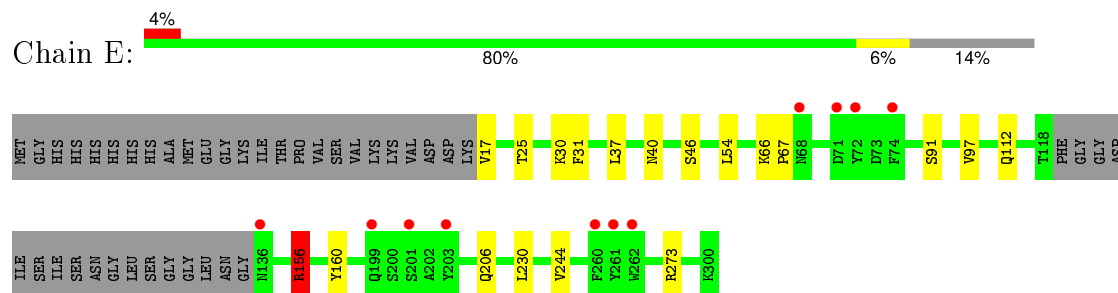 4%
Chain E:
80% 6% 14%
MET GLY HIS HIS HIS HIS HIS HIS ALA MET GLU GLY LYS ILE THR PRO VAL SER VAL LYS LYS VAL ASP ASP LYS V17 T25 K30 F31 L37 N40 S46 L54 K66 P67 N68 D71 Y72 D73 F74 S91 V97 Q112 T118 PHE GLY GLY ASP
ILE SER ILE SER ASN GLY LEU SER GLY GLY LEU ASN GLY N136 R156 Y160 Q199 S200 S201 A202 Y203 Q206 L230 V244 F260 Y261 W262 R273 K300